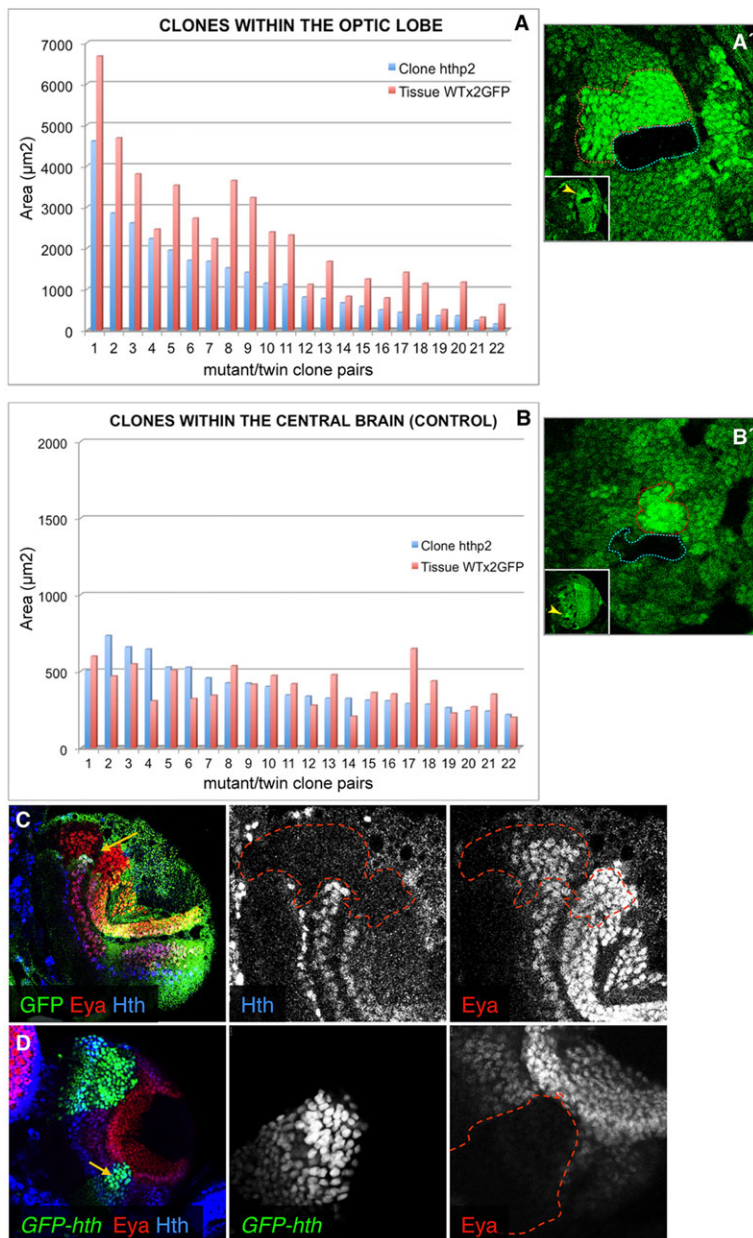 CLONES WITHIN THE OPTIC LOBE
A
7000
6000
5000
4000
3000
2000
1000
0
Area (µm2)
Clone hthp2
Tissue WTx2GFP
1 2 3 4 5 6 7 8 9 10 11 12 13 14 15 16 17 18 19 20 21 22
mutant/twin clone pairs
A´
CLONES WITHIN THE CENTRAL BRAIN (CONTROL)
B
2000
1500
1000
500
0
Area (µm2)
Clone hthp2
Tissue WTx2GFP
1 2 3 4 5 6 7 8 9 10 11 12 13 14 15 16 17 18 19 20 21 22
mutant/twin clone pairs
B´
C
GFP Eya Hth
Hth
Eya
D
GFP-hth Eya Hth
GFP-hth
Eya